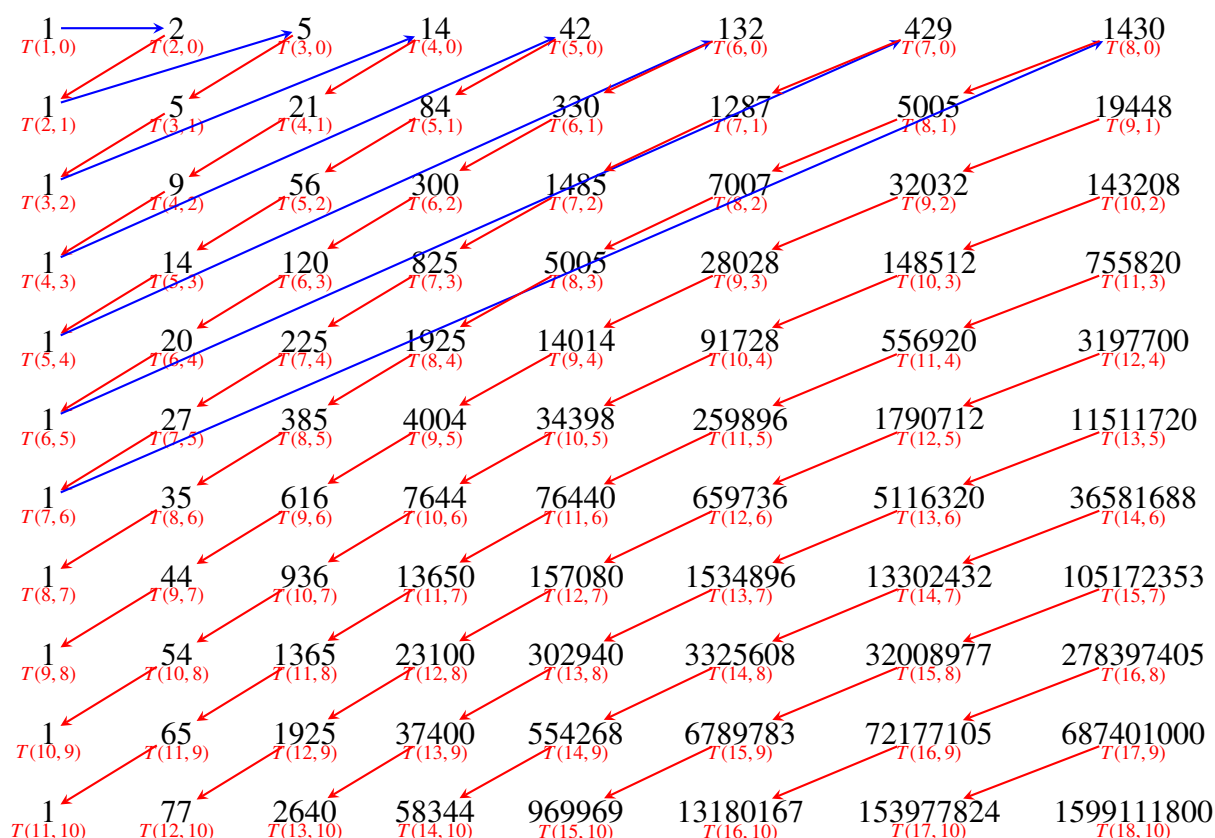 1 2 5 14 42 132 429 1430
T(1,0) T(2,0) T(3,0) T(4,0) T(5,0) T(6,0) T(7,0) T(8,0)
1 5 21 84 330 1287 5005 19448
T(2,1) T(3,1) T(4,1) T(5,1) T(6,1) T(7,1) T(8,1) T(9,1)
1 9 56 300 1485 7007 32032 143208
T(3,2) T(4,2) T(5,2) T(6,2) T(7,2) T(8,2) T(9,2) T(10,2)
1 14 120 825 5005 28028 148512 755820
T(4,3) T(5,3) T(6,3) T(7,3) T(8,3) T(9,3) T(10,3) T(11,3)
1 20 225 1925 14014 91728 556920 3197700
T(5,4) T(6,4) T(7,4) T(8,4) T(9,4) T(10,4) T(11,4) T(12,4)
1 27 385 4004 34398 259896 1790712 11511720
T(6,5) T(7,5) T(8,5) T(9,5) T(10,5) T(11,5) T(12,5) T(13,5)
1 35 616 7644 76440 659736 5116320 36581688
T(7,6) T(8,6) T(9,6) T(10,6) T(11,6) T(12,6) T(13,6) T(14,6)
1 44 936 13650 157080 1534896 13302432 105172353
T(8,7) T(9,7) T(10,7) T(11,7) T(12,7) T(13,7) T(14,7) T(15,7)
1 54 1365 23100 302940 3325608 32008977 278397405
T(9,8) T(10,8) T(11,8) T(12,8) T(13,8) T(14,8) T(15,8) T(16,8)
1 65 1925 37400 554268 6789783 72177105 687401000
T(10,9) T(11,9) T(12,9) T(13,9) T(14,9) T(15,9) T(16,9) T(17,9)
1 77 2640 58344 969969 13180167 153977824 1599111800
T(11,10) T(12,10) T(13,10) T(14,10) T(15,10) T(16,10) T(17,10) T(18,10)